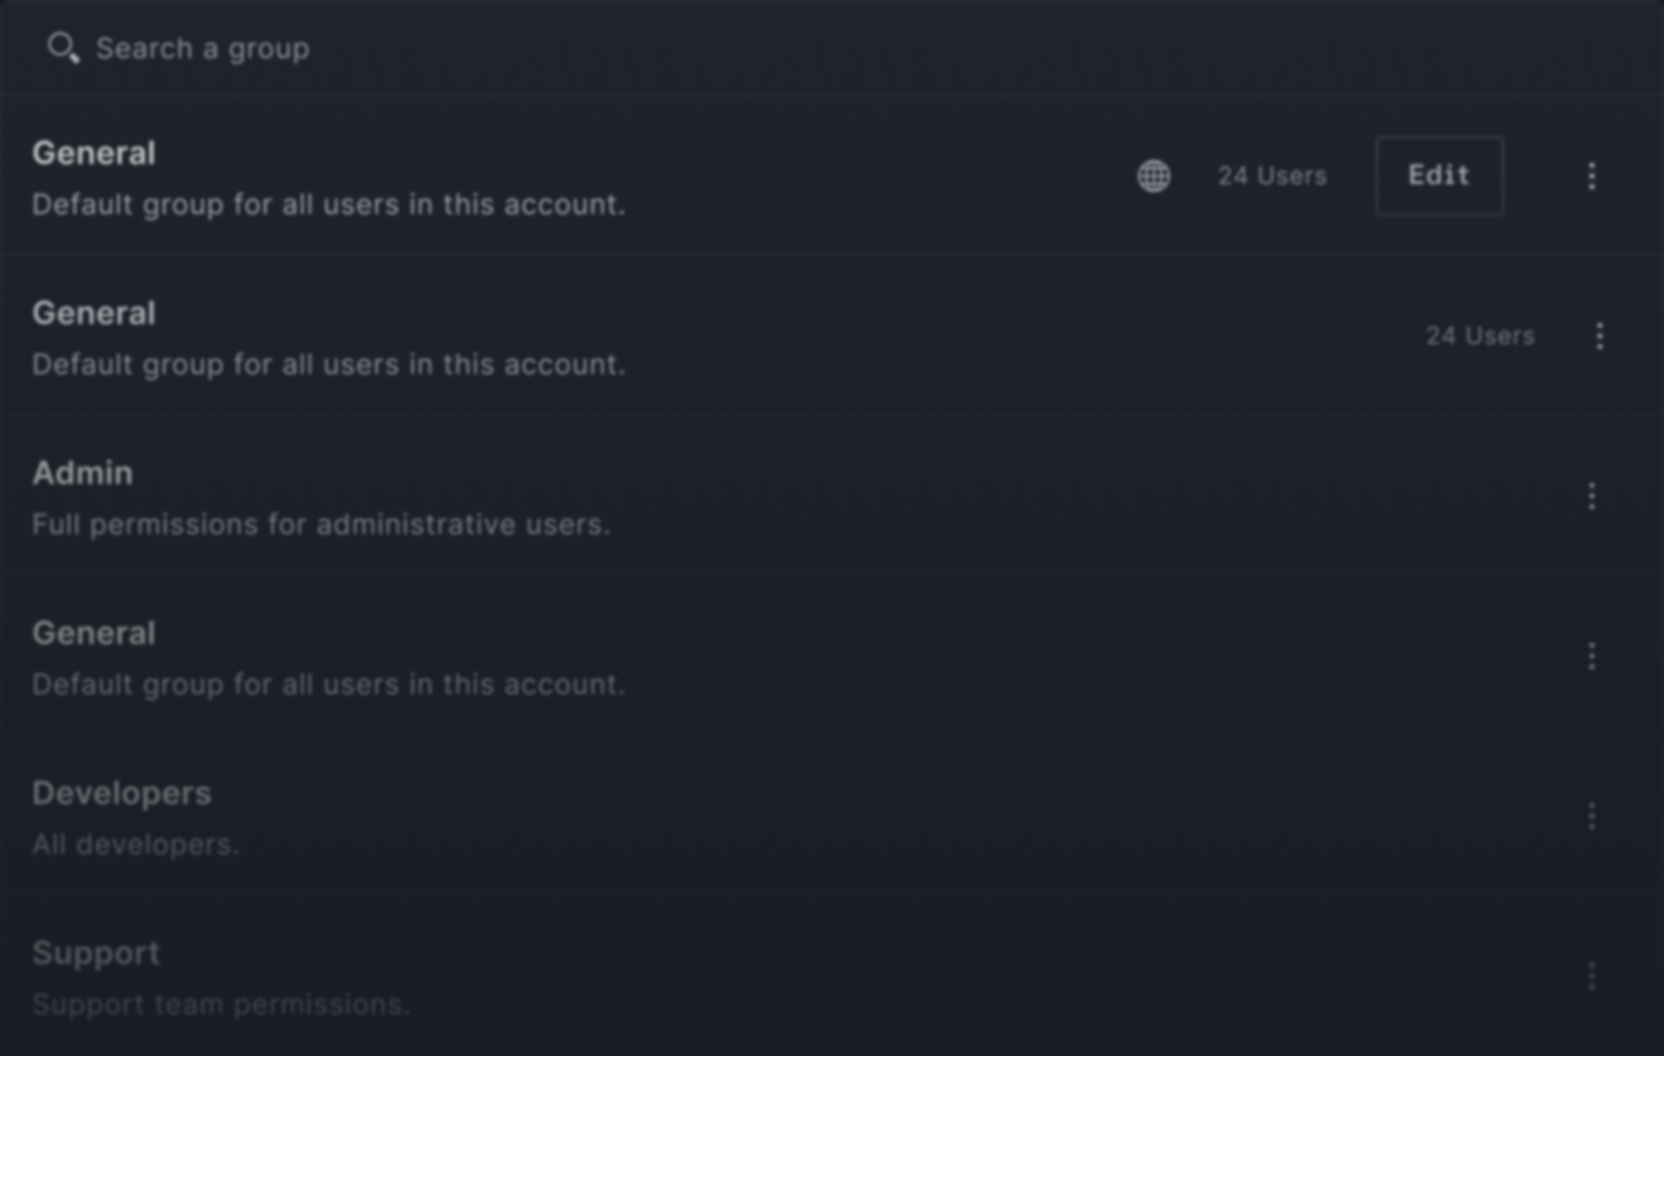 Search a group
General
Default group for all users in this account.
24 Users
Edit
General
Default group for all users in this account.
24 Users
Admin
Full permissions for administrative users.
General
Default group for all users in this account.
Developers
All developers.
Support
Support team permissions.